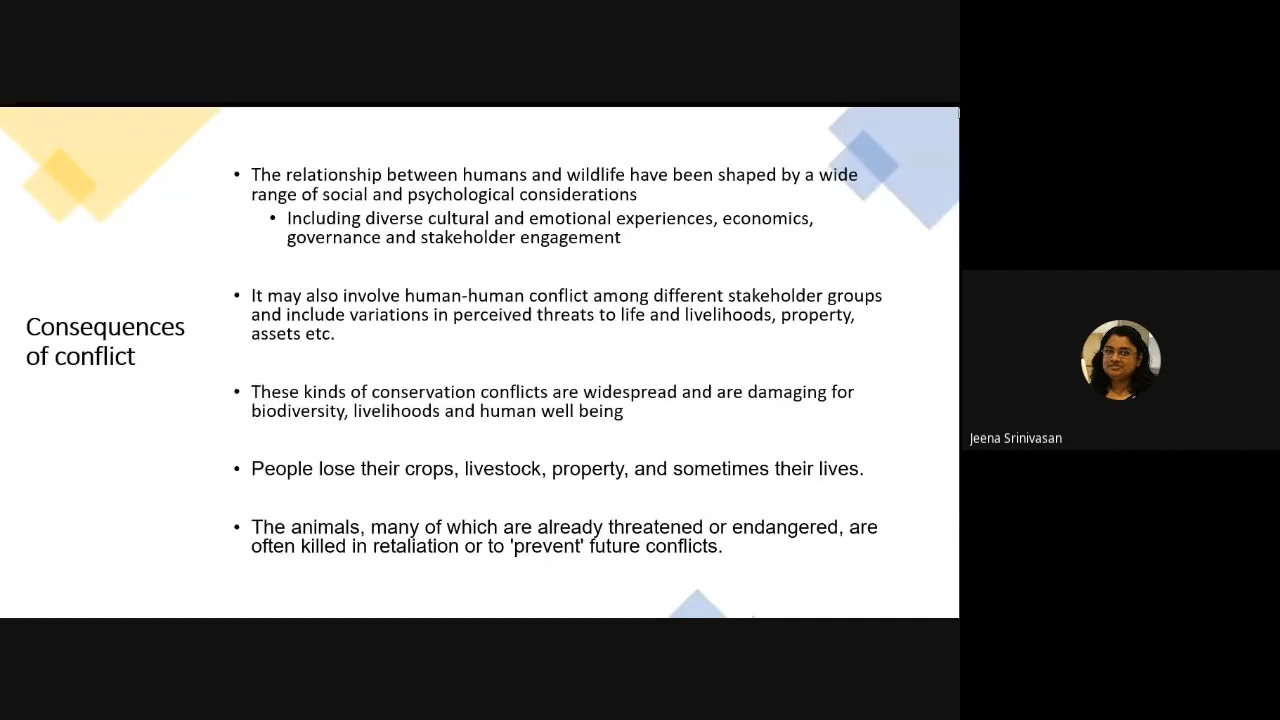 Consequences
of conflict
• The relationship between humans and wildlife have been shaped by a wide
range of social and psychological considerations
• Including diverse cultural and emotional experiences, economics,
governance and stakeholder engagement
• It may also involve human-human conflict among different stakeholder groups
and include variations in perceived threats to life and livelihoods, property,
assets etc.
• These kinds of conservation conflicts are widespread and are damaging for
biodiversity, livelihoods and human well being
• People lose their crops, livestock, property, and sometimes their lives.
• The animals, many of which are already threatened or endangered, are
often killed in retaliation or to 'prevent' future conflicts.
Jeena Srinivasan